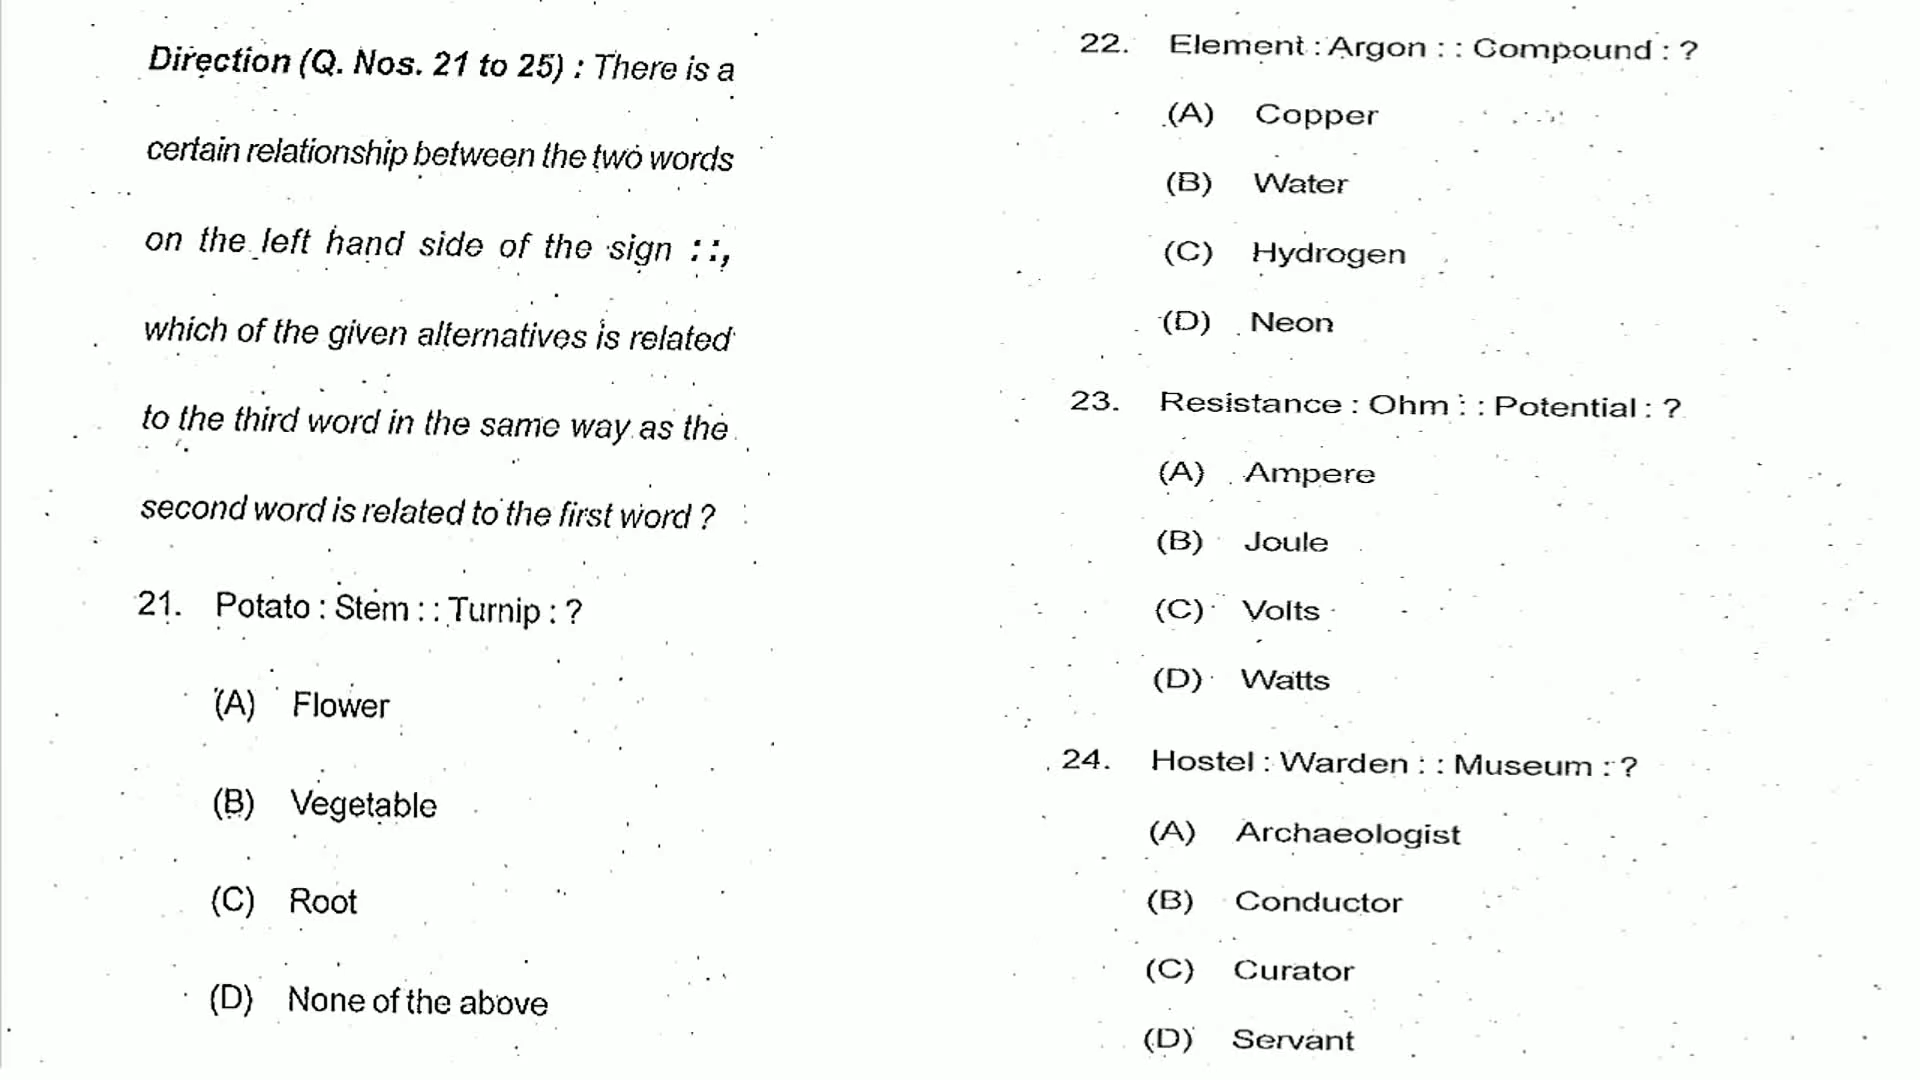 Direction (Q. Nos. 21 to 25) : There is a
certain relationship between the two words
on the left hand side of the sign : :,
which of the given alternatives is related
to the third word in the same way as the
second word is related to the first word ?
21. Potato : Stem : : Turnip : ?
(A) Flower
(B) Vegetable
(C) Root
(D) None of the above
22. Element : Argon : : Compound : ?
(A) Copper
(B) Water
(C) Hydrogen
(D) Neon
23. Resistance : Ohm : : Potential : ?
(A) Ampere
(B) Joule
(C) Volts
(D) Watts
24. Hostel : Warden : : Museum : ?
(A) Archaeologist
(B) Conductor
(C) Curator
(D) Servant